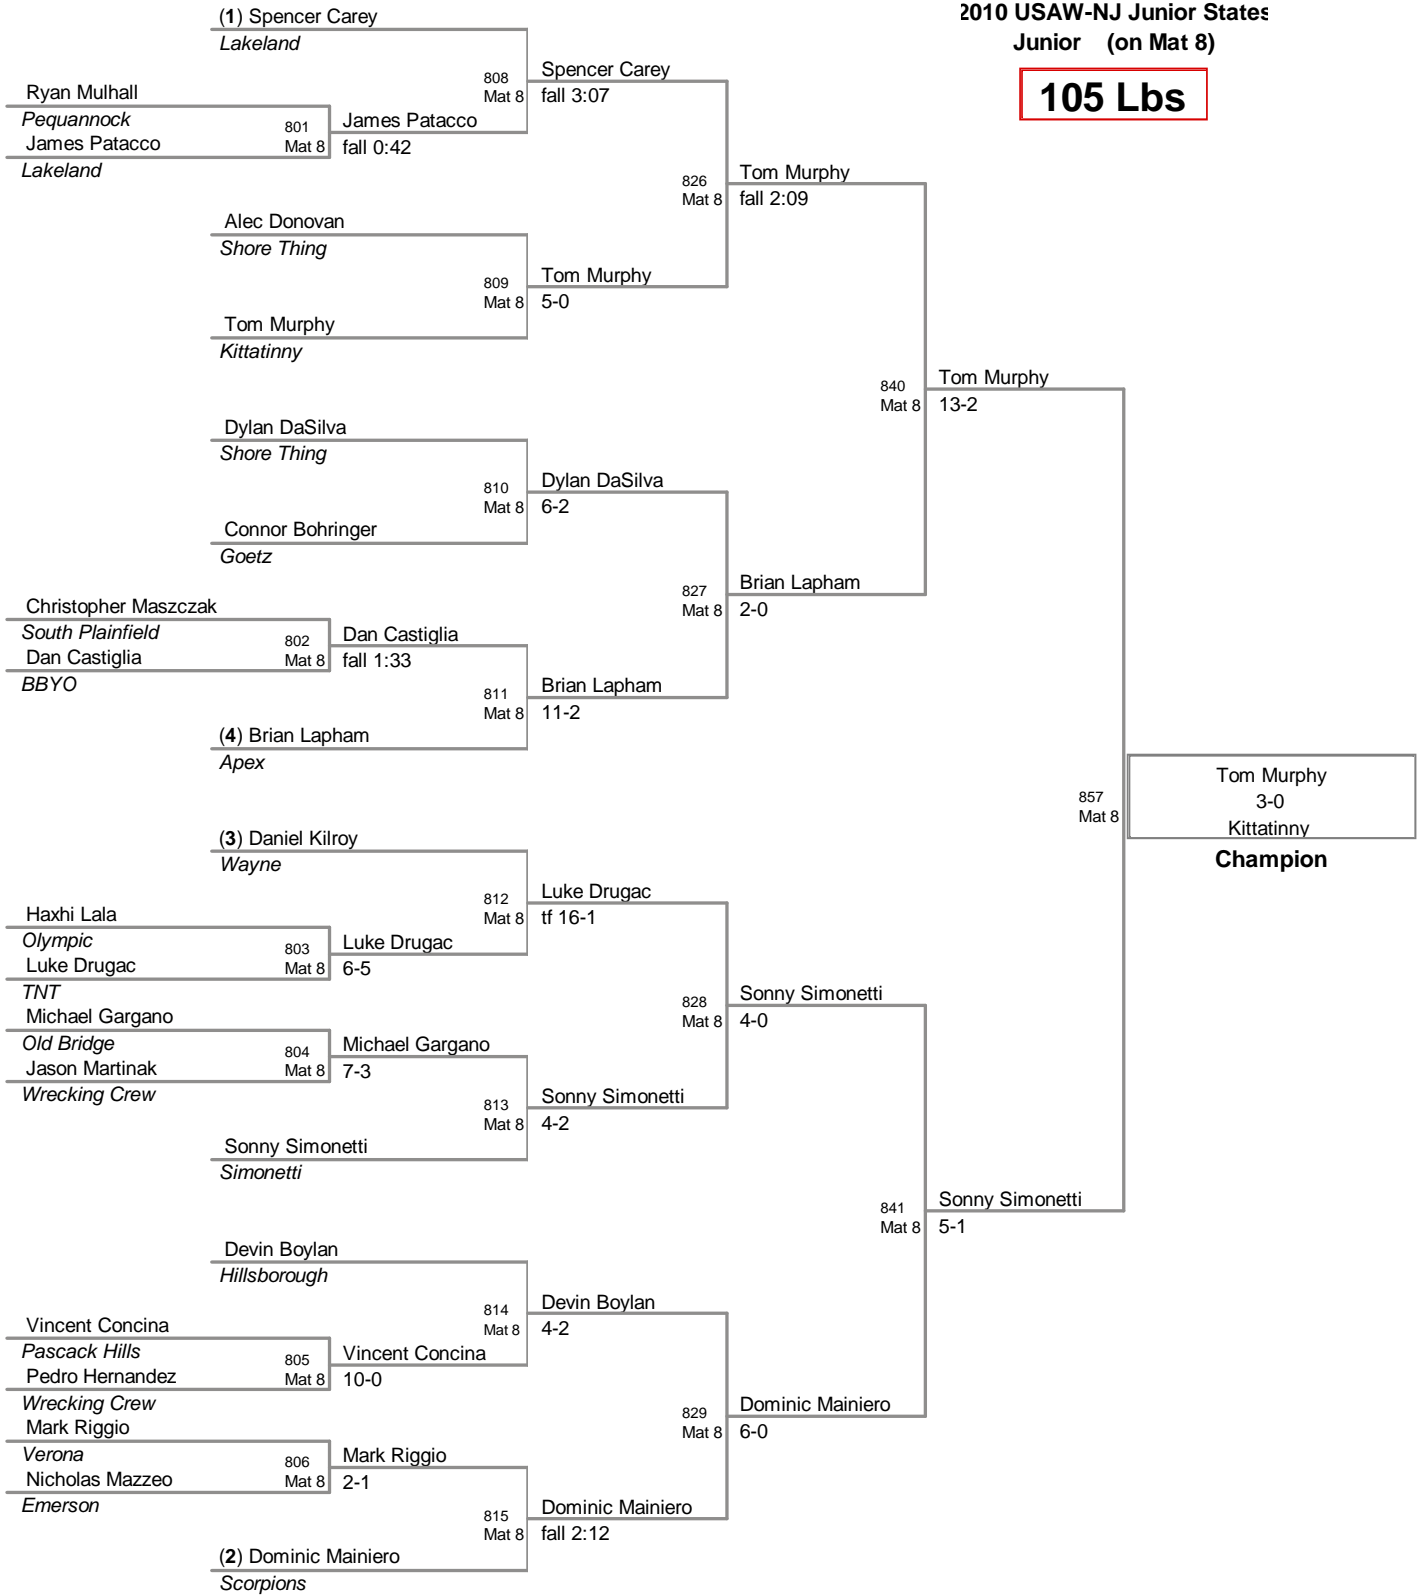 2010 USAW-NJ Junior States
Junior (on Mat 8)
105 Lbs
(1) Spencer Carey
Lakeland
808
Mat 8
Spencer Carey
fall 3:07
Ryan Mulhall
Pequannock
801
Mat 8
James Patacco
fall 0:42
James Patacco
Lakeland
826
Mat 8
Tom Murphy
fall 2:09
Alec Donovan
Shore Thing
809
Mat 8
Tom Murphy
5-0
Tom Murphy
Kittatinny
840
Mat 8
Tom Murphy
13-2
Dylan DaSilva
Shore Thing
810
Mat 8
Dylan DaSilva
6-2
Connor Bohringer
Goetz
827
Mat 8
Brian Lapham
2-0
Christopher Maszczak
South Plainfield
802
Mat 8
Dan Castiglia
fall 1:33
Dan Castiglia
BBYO
811
Mat 8
Brian Lapham
11-2
(4) Brian Lapham
Apex
857
Mat 8
Tom Murphy
3-0
Kittatinny
Champion
(3) Daniel Kilroy
Wayne
812
Mat 8
Luke Drugac
tf 16-1
Haxhi Lala
Olympic
803
Mat 8
Luke Drugac
6-5
Luke Drugac
TNT
828
Mat 8
Sonny Simonetti
4-0
Michael Gargano
Old Bridge
804
Mat 8
Michael Gargano
7-3
Jason Martinak
Wrecking Crew
813
Mat 8
Sonny Simonetti
4-2
Sonny Simonetti
Simonetti
841
Mat 8
Sonny Simonetti
5-1
Devin Boylan
Hillsborough
814
Mat 8
Devin Boylan
4-2
Vincent Concina
Pascack Hills
805
Mat 8
Vincent Concina
10-0
Pedro Hernandez
Wrecking Crew
829
Mat 8
Dominic Mainiero
6-0
Mark Riggio
Verona
806
Mat 8
Mark Riggio
2-1
Nicholas Mazzeo
Emerson
815
Mat 8
Dominic Mainiero
fall 2:12
(2) Dominic Mainiero
Scorpions